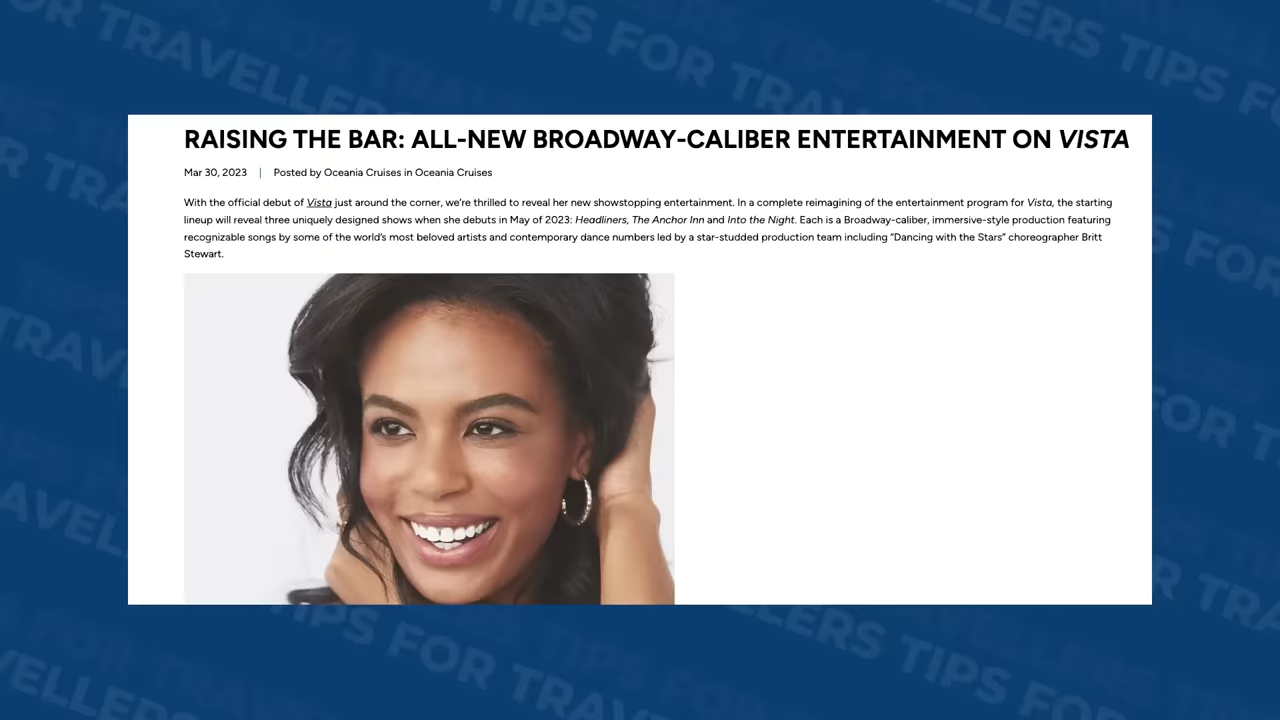 RAISING THE BAR: ALL-NEW BROADWAY-CALIBER ENTERTAINMENT ON VISTA
Mar 30, 2023 | Posted by Oceania Cruises in Oceania Cruises
With the official debut of Vista just around the corner, we’re thrilled to reveal her new showstopping entertainment. In a complete reimagining of the entertainment program for Vista, the starting
lineup will reveal three uniquely designed shows when she debuts in May of 2023: Headliners, The Anchor Inn and Into the Night. Each is a Broadway-caliber, immersive-style production featuring
recognizable songs by some of the world’s most beloved artists and contemporary dance numbers led by a star-studded production team including “Dancing with the Stars” choreographer Britt
Stewart.
TIPS FOR TRAVELLERS